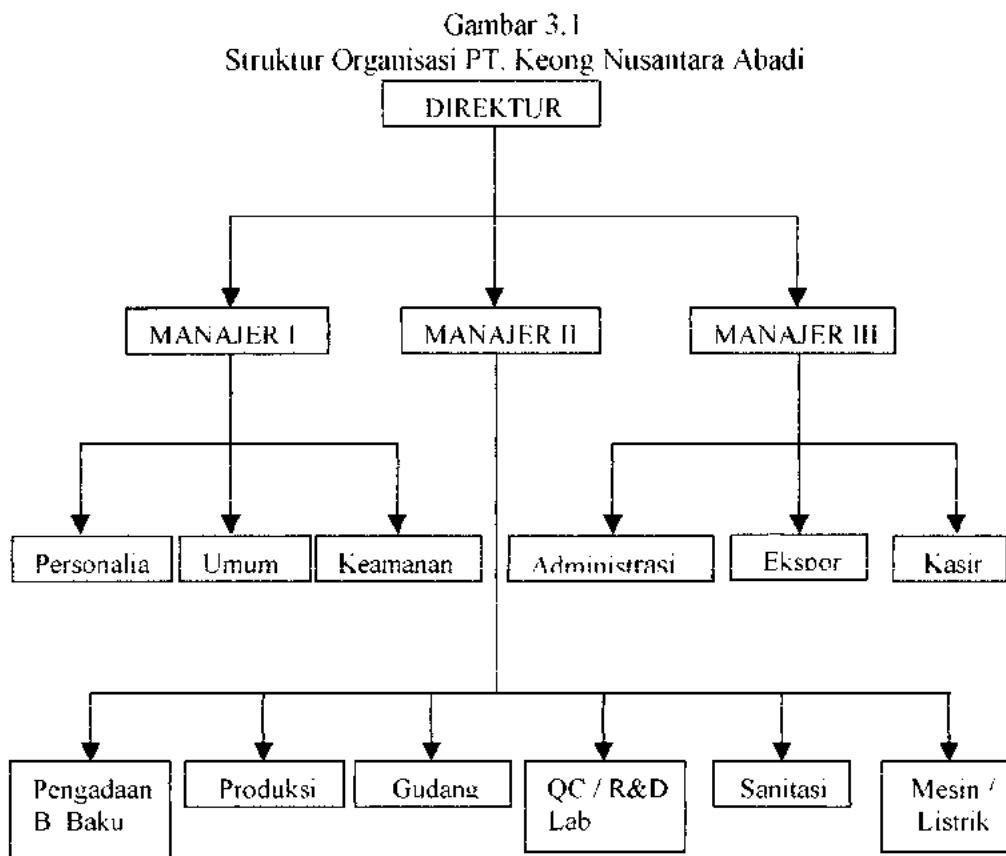 Gambar 3.1
Struktur Organisasi PT. Keong Nusantara Abadi
DIREKTUR
MANAJER I
MANAJER II
MANAJER III
Personalia
Umum
Keamanan
Administrasi
Ekspor
Kasir
Pengadaan
B Baku
Produksi
Gudang
QC / R&D
Lab
Sanitasi
Mesin /
Listrik